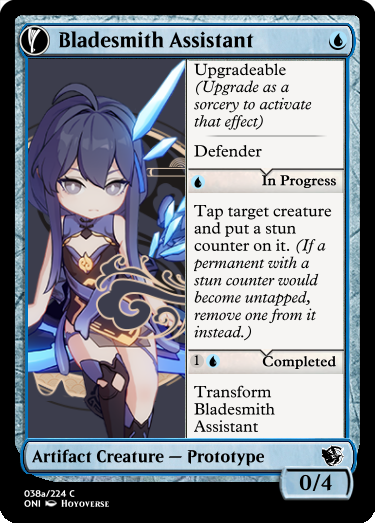 Bladesmith Assistant
Upgradeable
(Upgrade as a
sorcery to activate
that effect)
Defender
In Progress
Tap target creature
and put a stun
counter on it. (If a
permanent with a
stun counter would
become untapped,
remove one from it
instead.)
1 Completed
Transform
Bladesmith
Assistant
Artifact Creature — Prototype
0/4
038a/224 C
ONI Hoyoverse